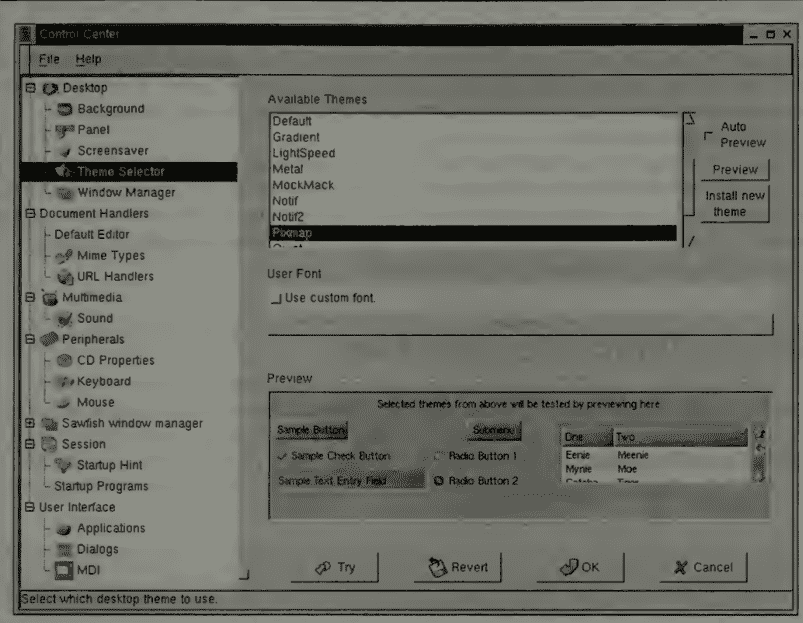 Control Center
File Help
Desktop
Background
Panel
Screensaver
Theme Selector
Window Manager
Document Handlers
Default Editor
Mime Types
URL Handlers
Multimedia
Sound
Peripherals
CD Properties
Keyboard
Mouse
Sawfish window manager
Session
Startup Hint
Startup Programs
User Interface
Applications
Dialogs
MDI
Available Themes
Default
Gradient
LightSpeed
Metal
MockMack
Notif
Notif2
Pixmap
Auto
Preview
Preview
Install new
theme
User Font
Use custom font.
Preview
Selected themes from above will be tested by previewing here.
Sample Button
Submenu
Sample Check Button
Radio Button 1
Sample Text Entry Field
Radio Button 2
One Two
Eenie Meenie
Mynie Moe
Catcha Tiger
Try Revert OK Cancel
Select which desktop theme to use.